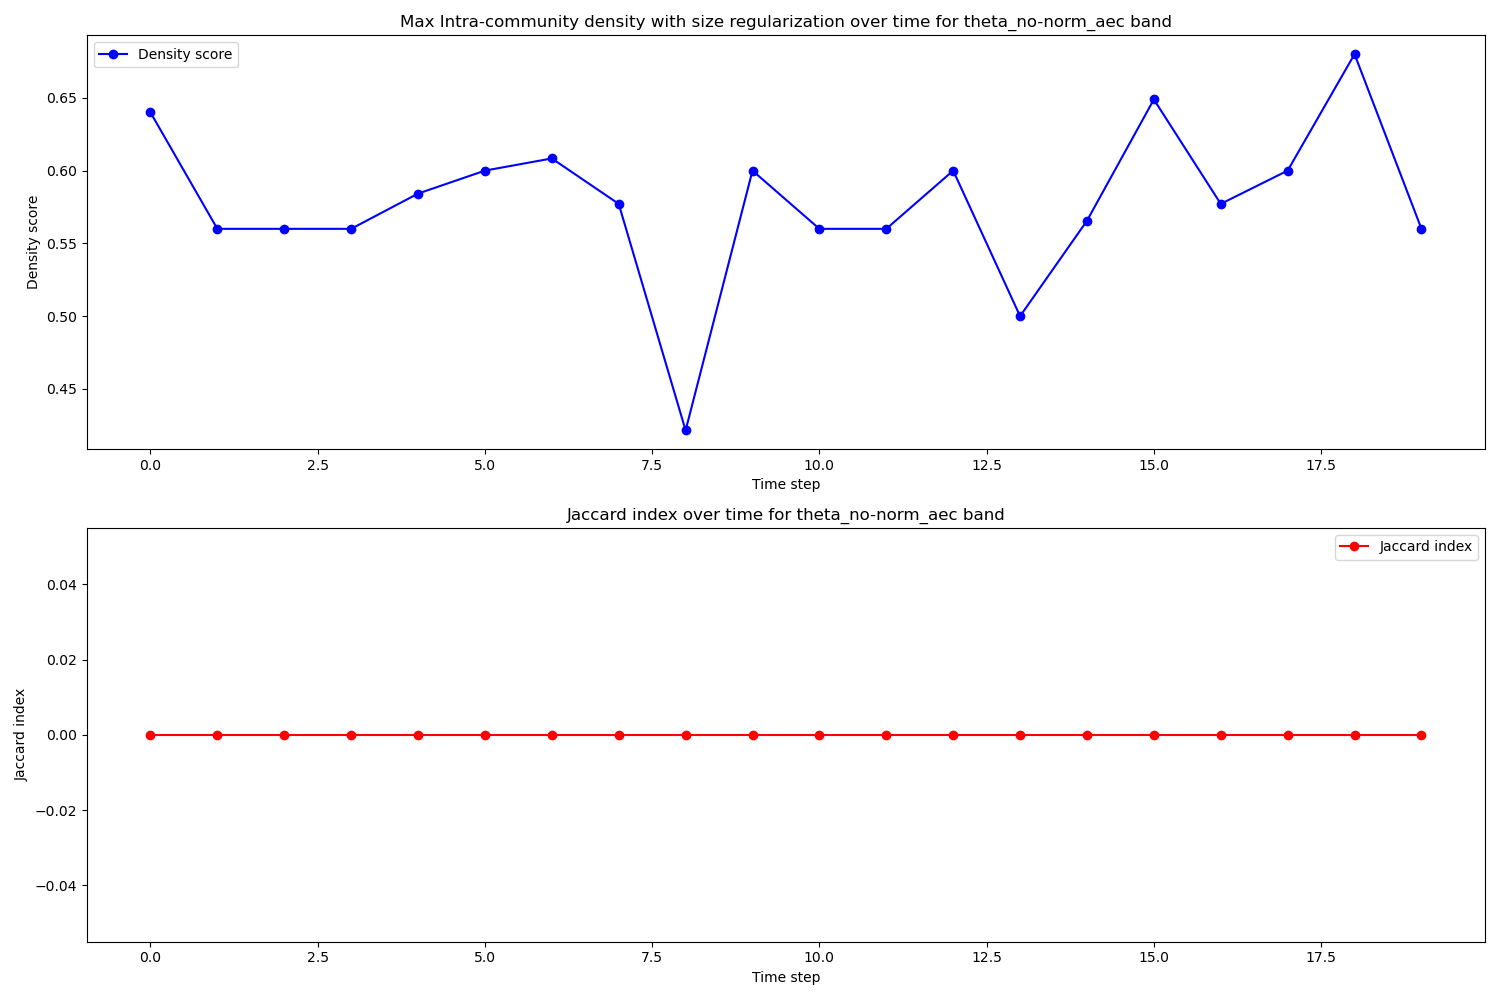 Max Intra-community density with size regularization over time for theta_no-norm_aec band
Density score
0.65
0.60
0.55
0.50
0.45
Density score
0.0 2.5 5.0 7.5 10.0 12.5 15.0 17.5
Time step
Jaccard index over time for theta_no-norm_aec band
Jaccard index
0.04
0.02
0.00
−0.02
−0.04
Jaccard index
0.0 2.5 5.0 7.5 10.0 12.5 15.0 17.5
Time step